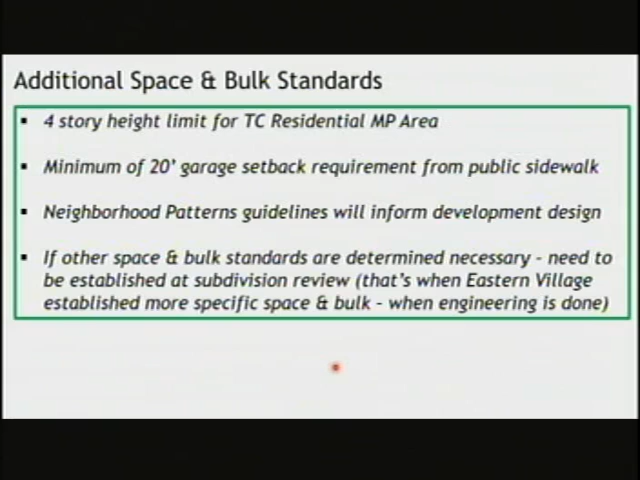 Additional Space & Bulk Standards
▪ 4 story height limit for TC Residential MP Area
▪ Minimum of 20' garage setback requirement from public sidewalk
▪ Neighborhood Patterns guidelines will inform development design
▪ If other space & bulk standards are determined necessary - need to
be established at subdivision review (that's when Eastern Village
established more specific space & bulk - when engineering is done)